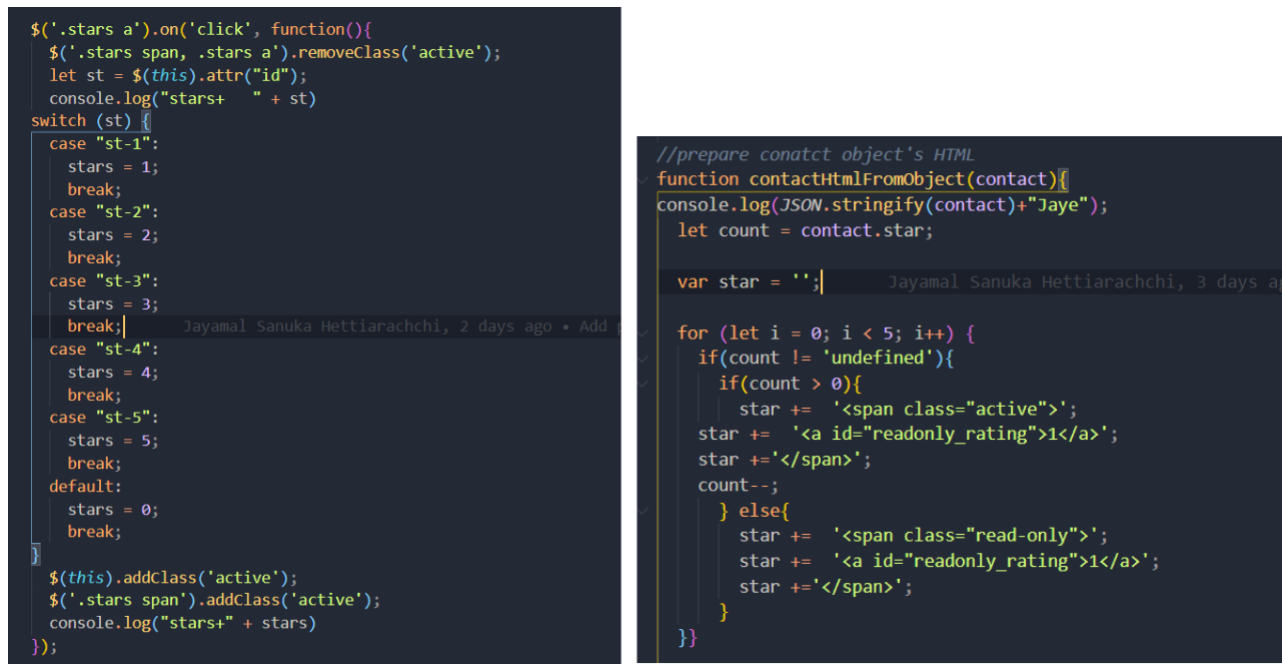 $('.stars a').on('click', function(){
$('.stars span, .stars a').removeClass('active');
let st = $(this).attr("id");
console.log("stars+   " + st)
switch (st) {
case "st-1":
stars = 1;
break;
case "st-2":
stars = 2;
break;
case "st-3":
stars = 3;
break;     Jayamal Sanuka Hettiarachchi, 2 days ago • Add
case "st-4":
stars = 4;
break;
case "st-5":
stars = 5;
break;
default:
stars = 0;
break;
}
$(this).addClass('active');
$('.stars span').addClass('active');
console.log("stars+" + stars)
});
//prepare conatct object's HTML
function contactHtmlFromObject(contact){
console.log(JSON.stringify(contact)+"Jaye");
let count = contact.star;
var star = '';     Jayamal Sanuka Hettiarachchi, 3 days
for (let i = 0; i < 5; i++) {
if(count != 'undefined'){
if(count > 0){
star +=  '<span class="active">';
star +=  '<a id="readonly_rating">1</a>';
star +='</span>';
count--;
} else{
star +=  '<span class="read-only">';
star +=  '<a id="readonly_rating">1</a>';
star +='</span>';
}
}}